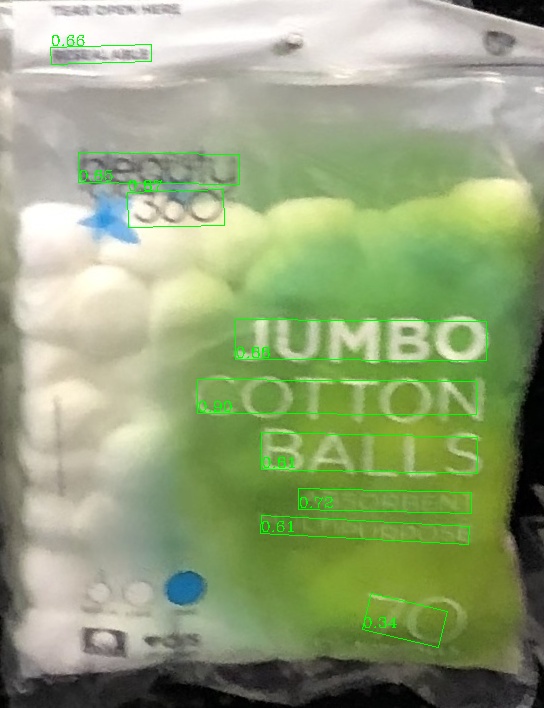 TEAR OPEN HERE
RESEALABLE
beauty
360
JUMBO
COTTON
BALLS
ABSORBENT
MULTIPURPOSE
70